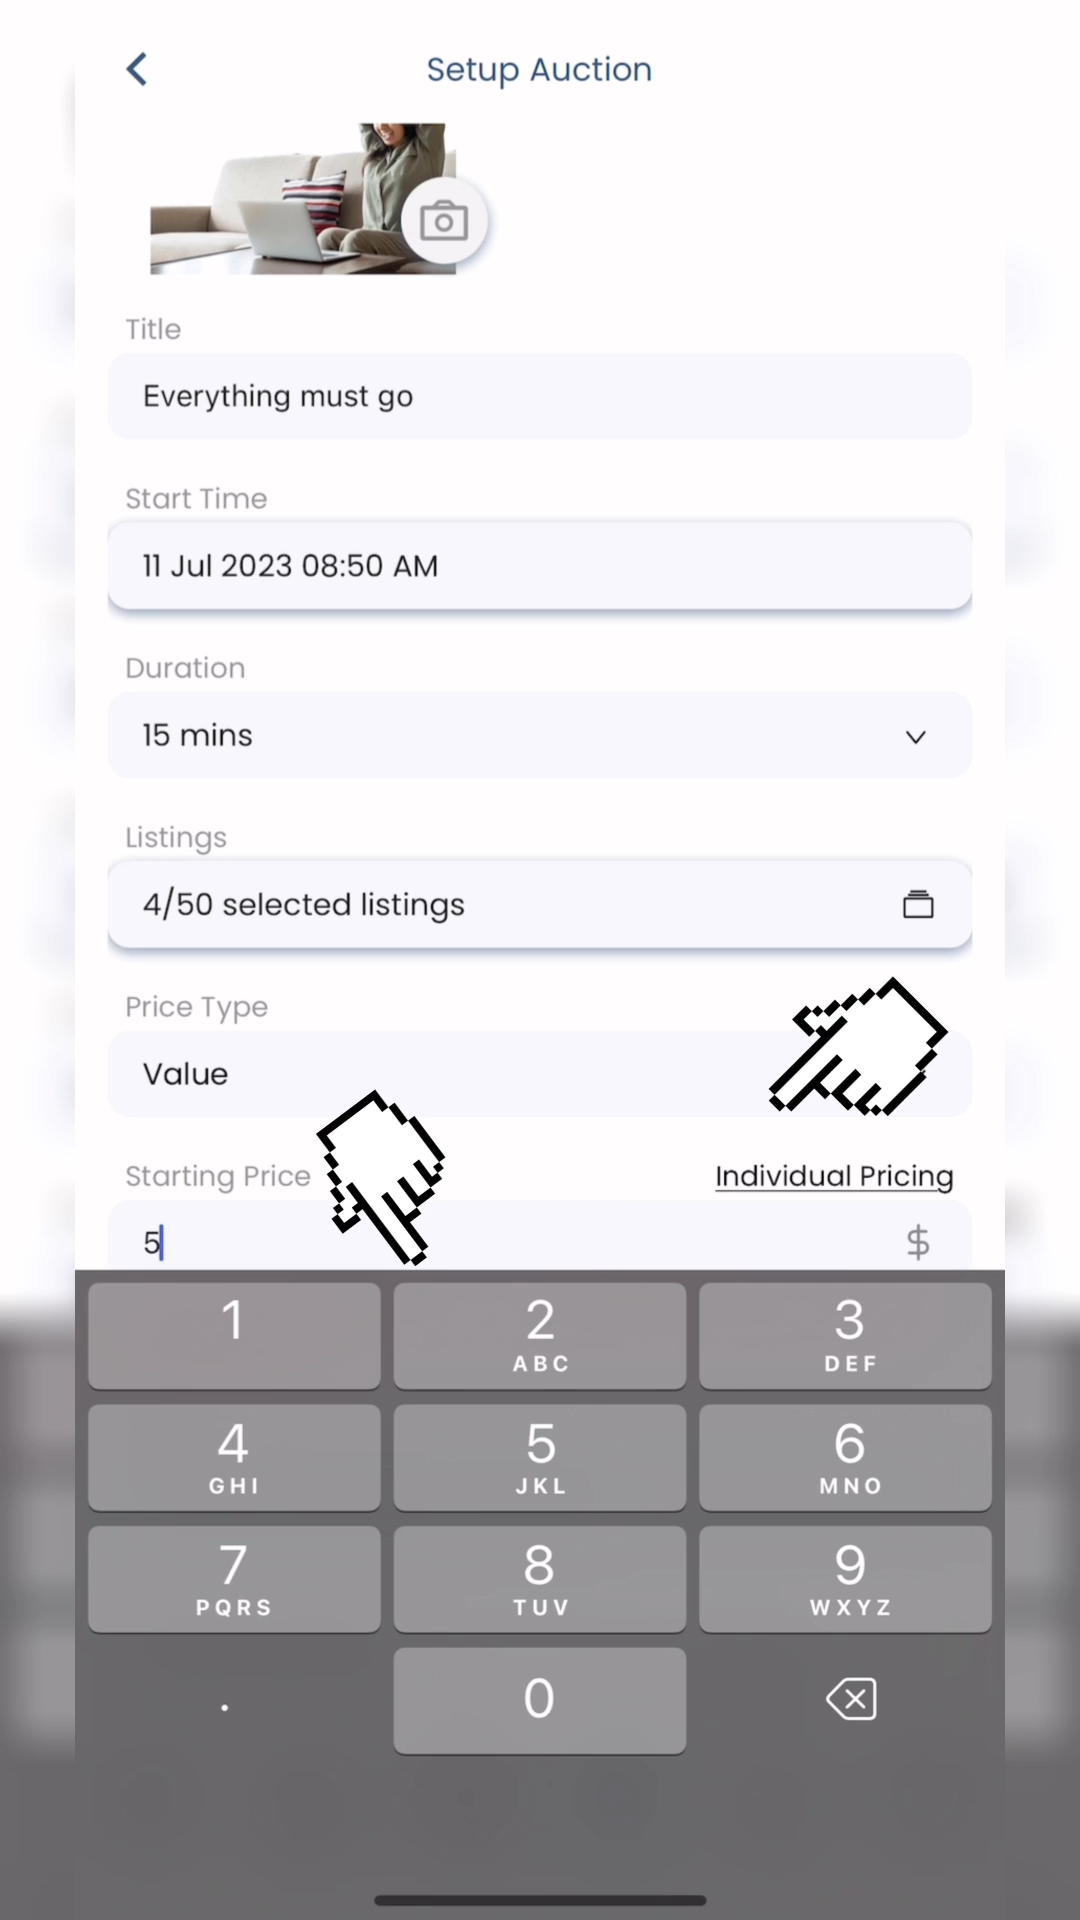 Setup Auction
Title
Everything must go
Start Time
11 Jul 2023 08:50 AM
Duration
15 mins
Listings
4/50 selected listings
Price Type
Value
Starting Price Individual Pricing
5 $
1 2 3
ABC DEF
4 5 6
GHI JKL MNO
7 8 9
PQRS TUV WXYZ
. 0